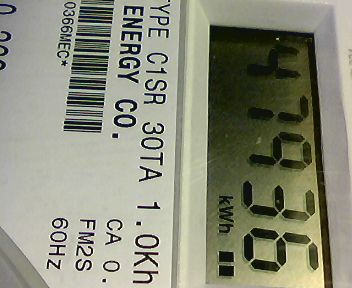 47936
kWh
TYPE C1SR 30TA 1.0Kh
ENERGY CO.
CA 0.
FM2S
0366MEC*
60HZ